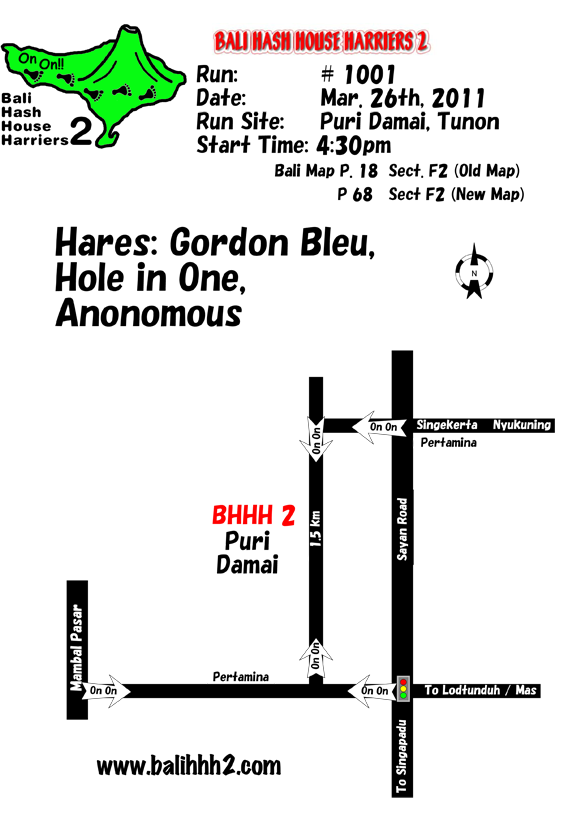 On On!!
Bali
Hash
House
Harriers 2
BALI HASH HOUSE HARRIERS 2
Run: # 1001
Date: Mar. 26th, 2011
Run Site: Puri Damai, Tunon
Start Time: 4:30pm
Bali Map P. 18 Sect. F2 (Old Map)
P 68 Sect F2 (New Map)
Hares: Gordon Bleu,
Hole in One,
Anonomous
N
On On
On On
Singekerta Nyukuning
Pertamina
BHHH 2
Puri
Damai
1.5 km
Sayan Road
Mambal Pasar
On On
Pertamina
On On
On On
To Lodtunduh / Mas
To Singapadu
www.balihhh2.com